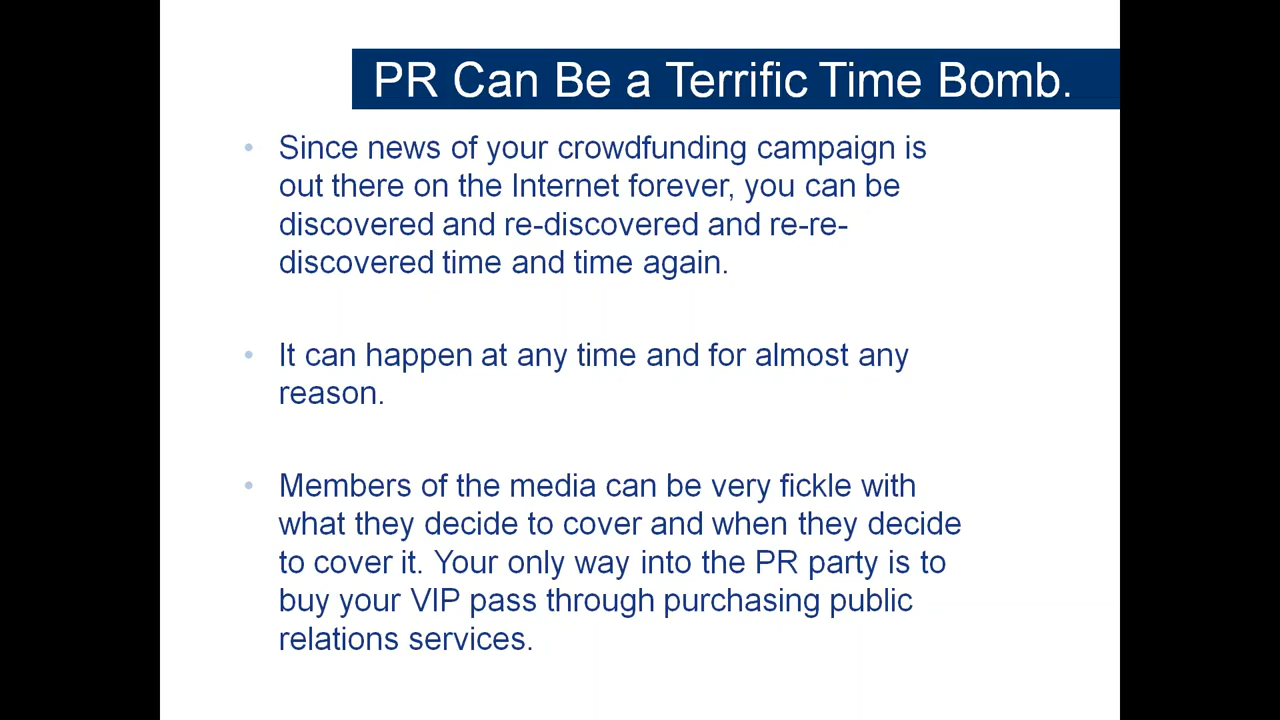 PR Can Be a Terrific Time Bomb.
• Since news of your crowdfunding campaign is
out there on the Internet forever, you can be
discovered and re-discovered and re-re-
discovered time and time again.
• It can happen at any time and for almost any
reason.
• Members of the media can be very fickle with
what they decide to cover and when they decide
to cover it. Your only way into the PR party is to
buy your VIP pass through purchasing public
relations services.